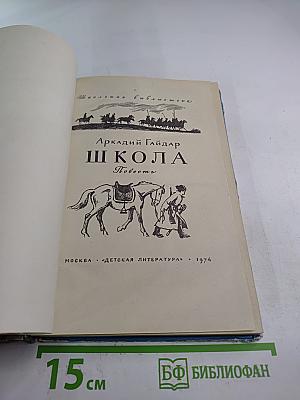 Школьная библиотека
Аркадий Гайдар
ШКОЛА
Повесть
МОСКВА • «ДЕТСКАЯ ЛИТЕРАТУРА» • 1974
15 см
БФ БИБЛИОФАН